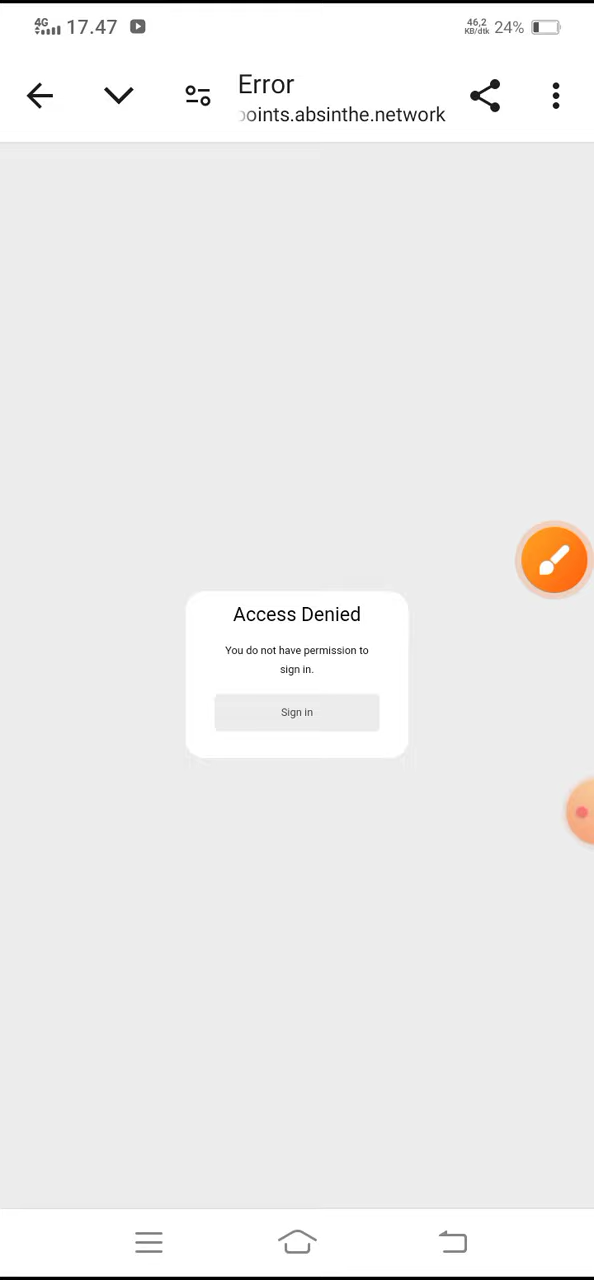 4G 17.47 46,2 KB/dtk 24%
Error
oints.absinthe.network
Access Denied
You do not have permission to
sign in.
Sign in